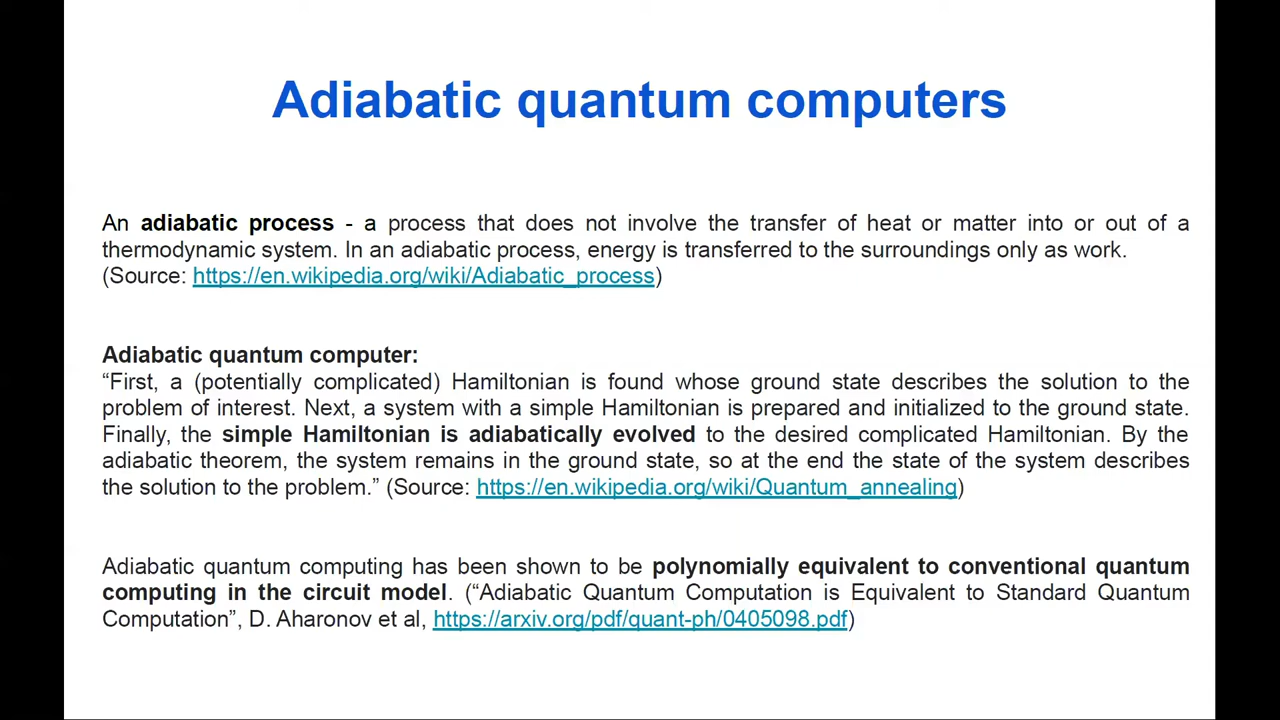 Adiabatic quantum computers
An adiabatic process - a process that does not involve the transfer of heat or matter into or out of a
thermodynamic system. In an adiabatic process, energy is transferred to the surroundings only as work.
(Source: https://en.wikipedia.org/wiki/Adiabatic_process)
Adiabatic quantum computer:
“First, a (potentially complicated) Hamiltonian is found whose ground state describes the solution to the
problem of interest. Next, a system with a simple Hamiltonian is prepared and initialized to the ground state.
Finally, the simple Hamiltonian is adiabatically evolved to the desired complicated Hamiltonian. By the
adiabatic theorem, the system remains in the ground state, so at the end the state of the system describes
the solution to the problem.” (Source: https://en.wikipedia.org/wiki/Quantum_annealing)
Adiabatic quantum computing has been shown to be polynomially equivalent to conventional quantum
computing in the circuit model. (“Adiabatic Quantum Computation is Equivalent to Standard Quantum
Computation”, D. Aharonov et al, https://arxiv.org/pdf/quant-ph/0405098.pdf)